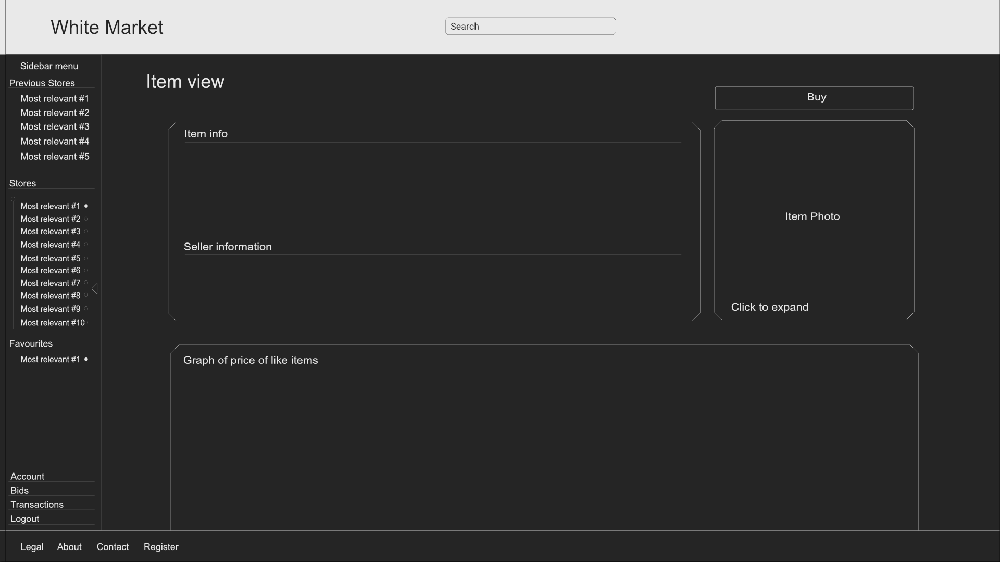 White Market
Search
Sidebar menu
Previous Stores
Most relevant #1
Most relevant #2
Most relevant #3
Most relevant #4
Most relevant #5
Stores
Most relevant #1
Most relevant #2
Most relevant #3
Most relevant #4
Most relevant #5
Most relevant #6
Most relevant #7
Most relevant #8
Most relevant #9
Most relevant #10
Favourites
Most relevant #1
Account
Bids
Transactions
Logout
Item view
Buy
Item info
Seller information
Item Photo
Click to expand
Graph of price of like items
Legal About Contact Register